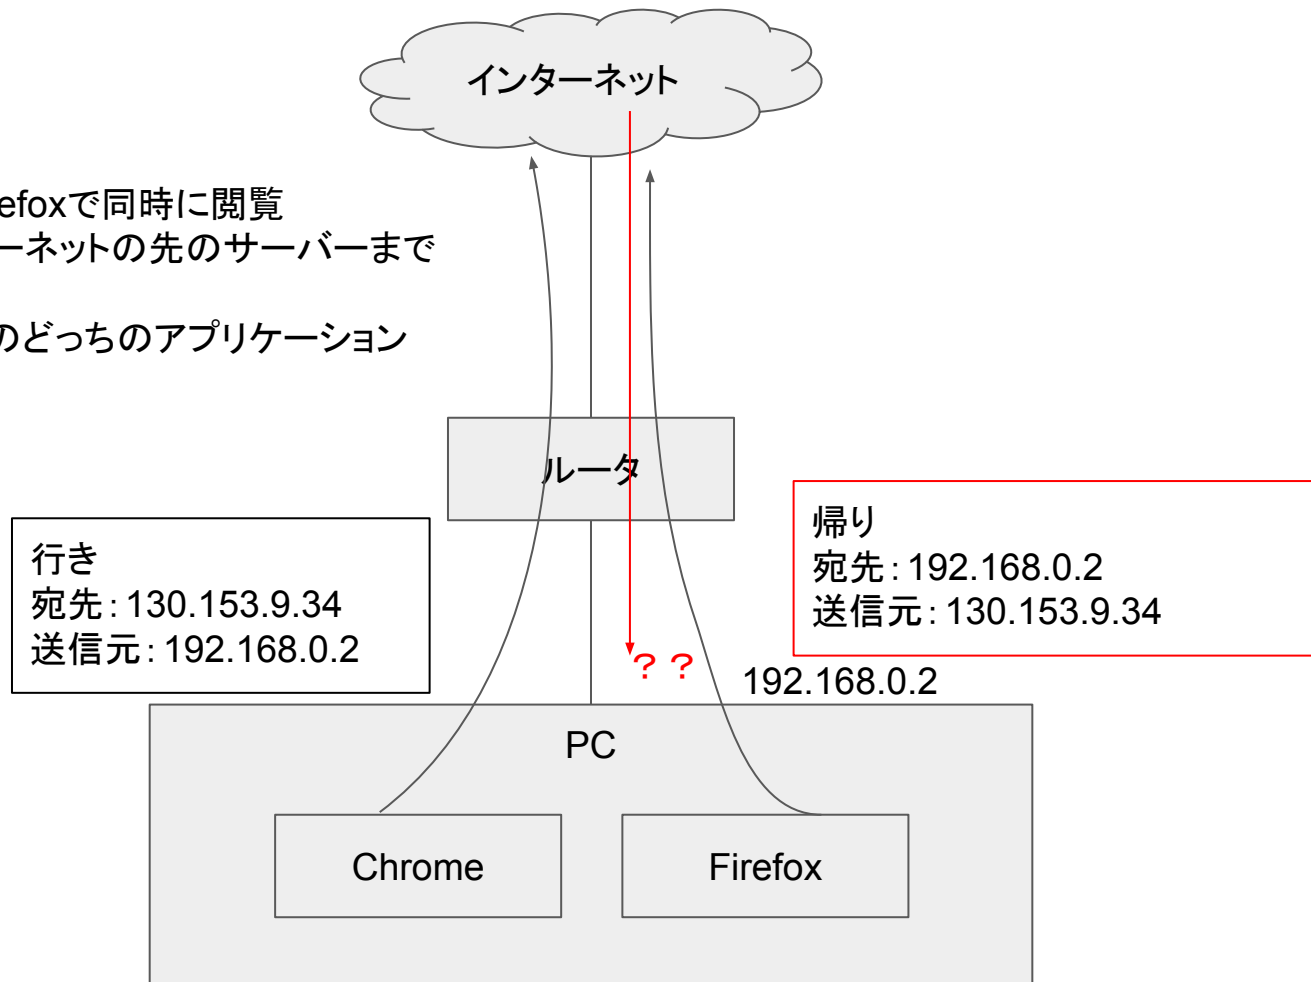 インターネット
efoxで同時に閲覧
ーネットの先のサーバーまで
のどっちのアプリケーション
ルータ
行き
宛先：130.153.9.34
送信元：192.168.0.2
帰り
宛先：192.168.0.2
送信元：130.153.9.34
？？
192.168.0.2
PC
Chrome
Firefox